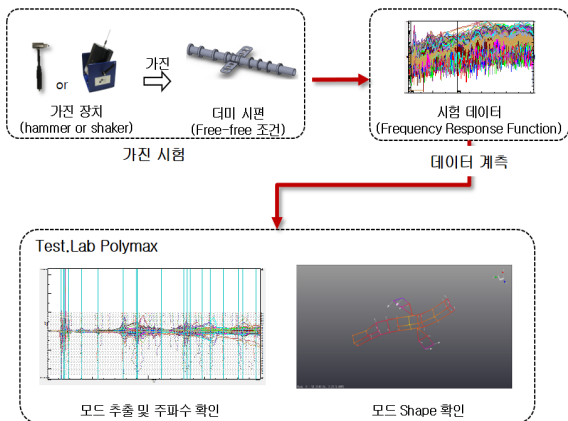 가진
or
가진 장치
(hammer or shaker)
더미 시편
(Free-free 조건)
가진 시험
시험 데이터
(Frequency Response Function)
데이터 계측
Test.Lab Polymax
모드 추출 및 주파수 확인
모드 Shape 확인